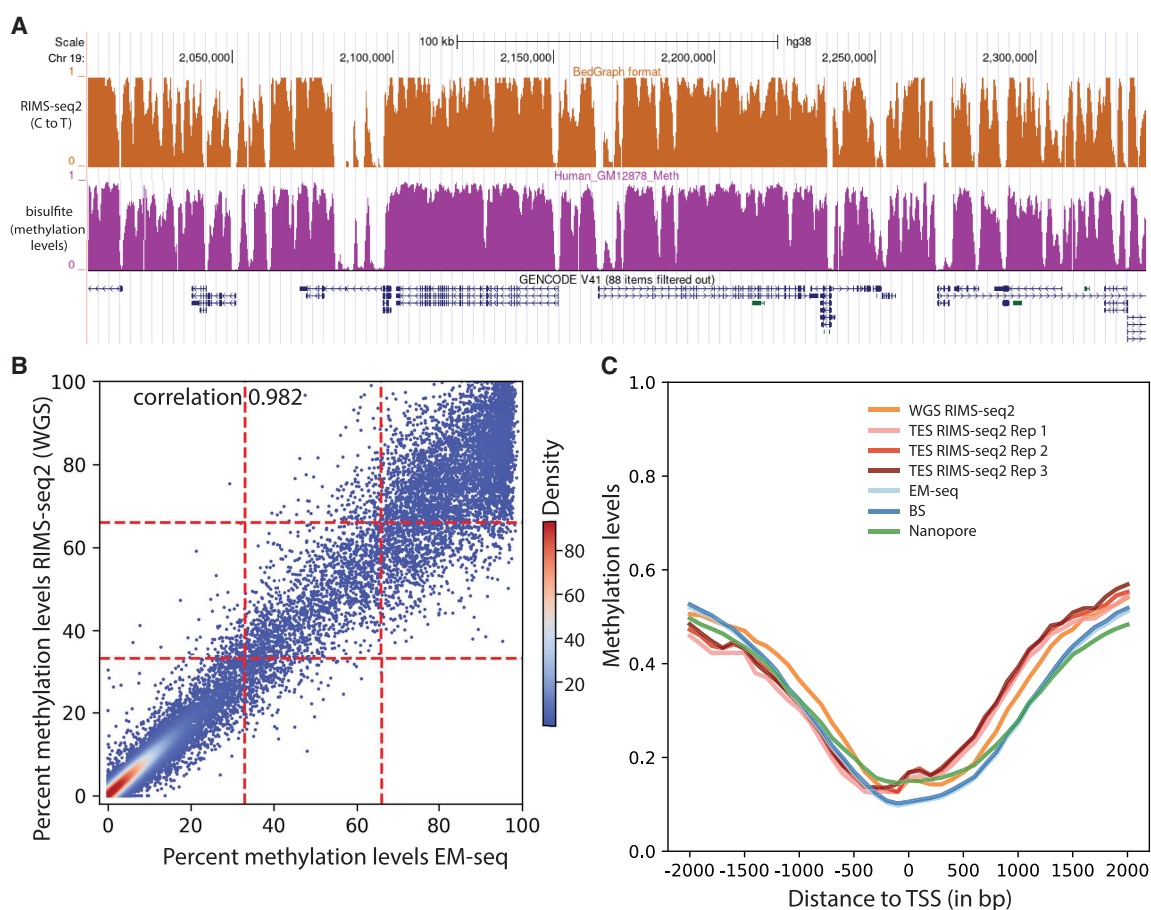 A
Scale
100 kb
hg38
Chr 19:
2,050,000
2,100,000
2,150,000
2,200,000
2,250,000
2,300,000
BedGraph format
1
RIMS-seq2
(C to T)
0
Human_GM12878_Meth
1
bisulfite
(methylation
levels)
0
GENCODE V41 (88 items filtered out)
B
correlation 0.982
Percent methylation levels RIMS-seq2 (WGS)
100
80
60
40
20
0
0 20 40 60 80 100
Percent methylation levels EM-seq
Density
80
60
40
20
C
Methylation levels
1.0
0.8
0.6
0.4
0.2
0.0
WGS RIMS-seq2
TES RIMS-seq2 Rep 1
TES RIMS-seq2 Rep 2
TES RIMS-seq2 Rep 3
EM-seq
BS
Nanopore
-2000 -1500 -1000 -500 0 500 1000 1500 2000
Distance to TSS (in bp)